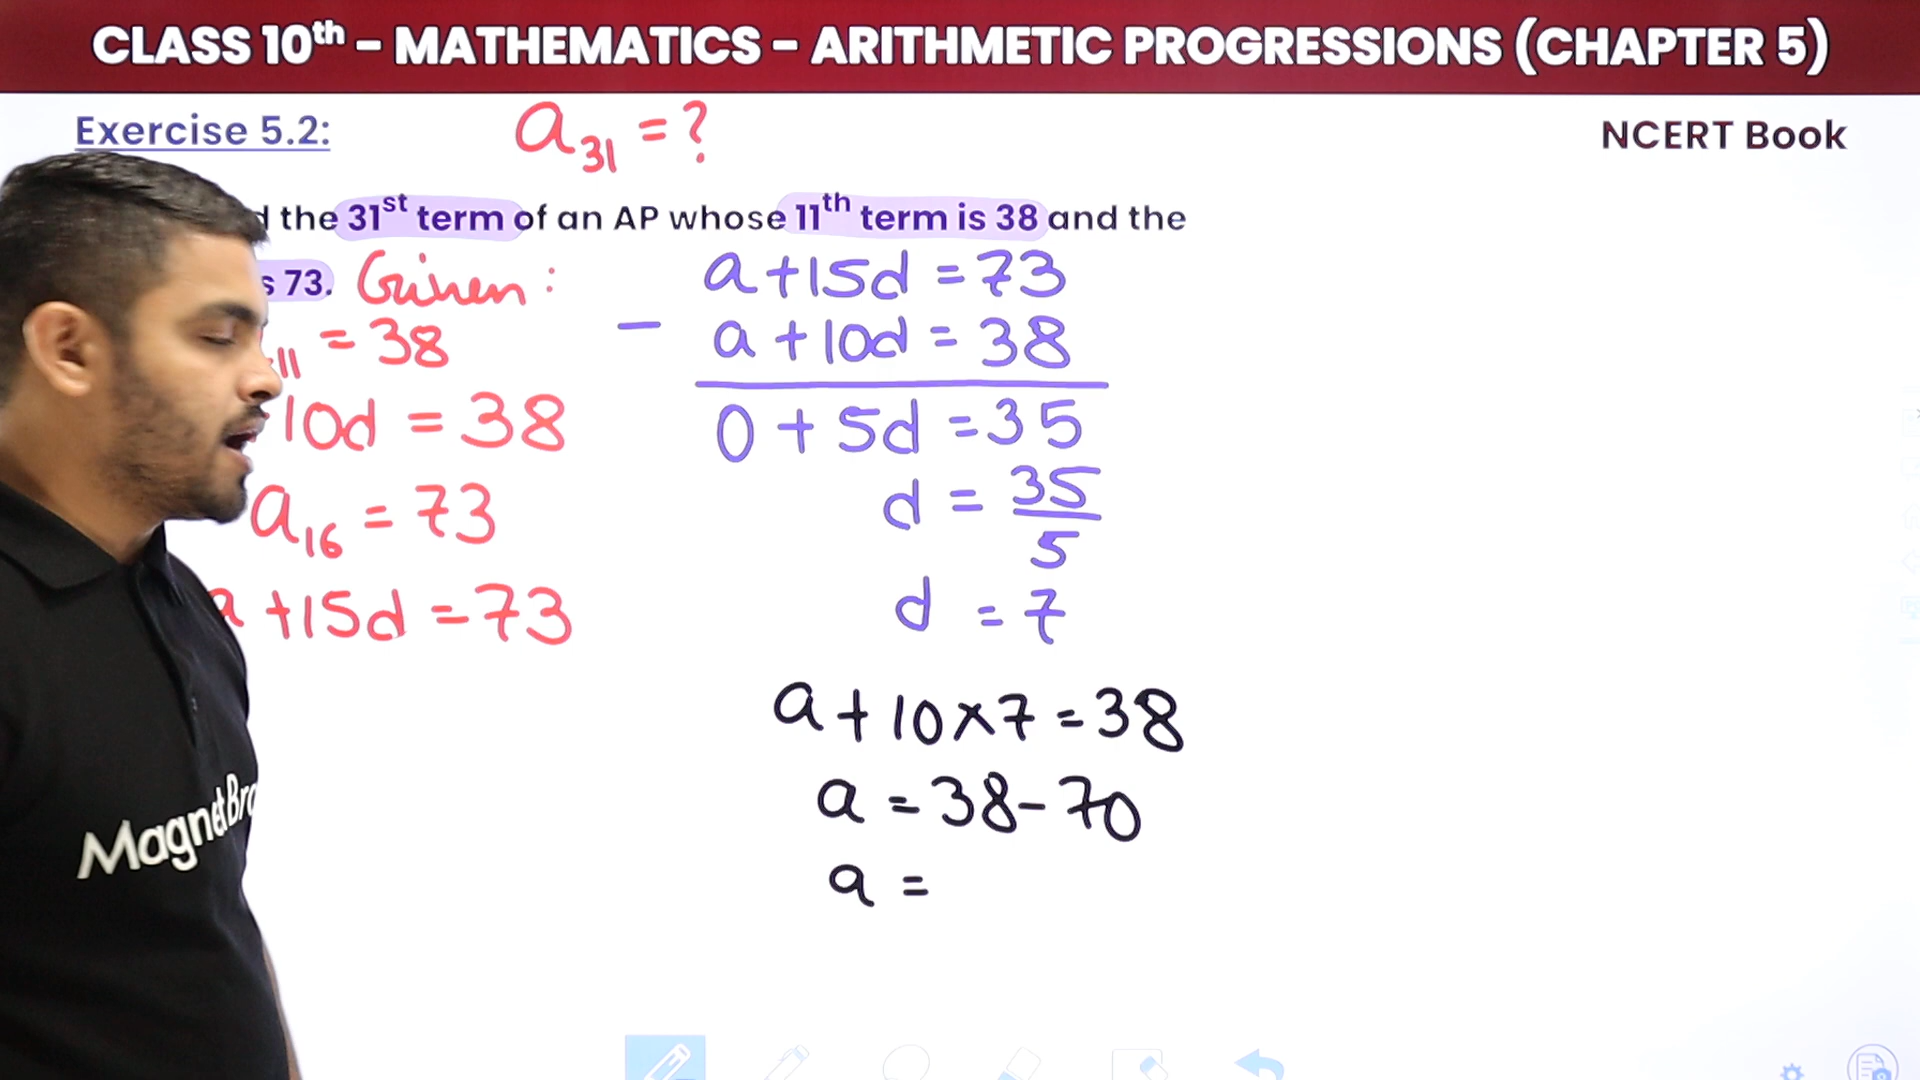 CLASS 10th – MATHEMATICS – ARITHMETIC PROGRESSIONS (CHAPTER 5)
Exercise 5.2:
a31 = ?
NCERT Book
the 31st term of an AP whose 11th term is 38 and the
73.
Given :
11 = 38
10d = 38
a16 = 73
a +15d = 73
a +15d = 73
– a + 10d = 38
0 + 5d = 35
d = 35/5
d = 7
a + 10×7 = 38
a = 38 – 70
a =